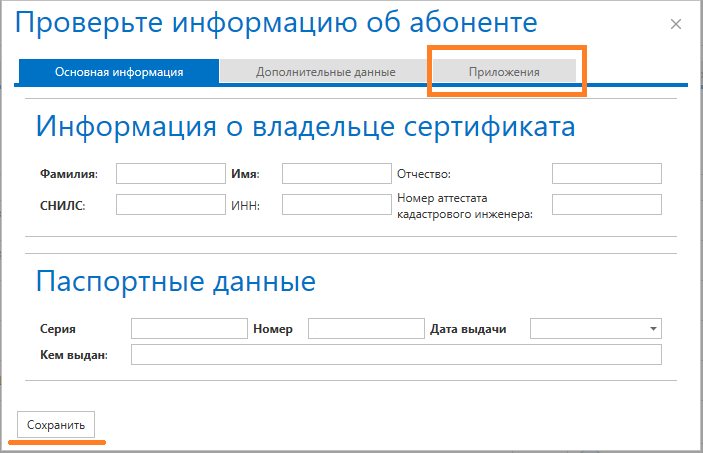 Проверьте информацию об абоненте
Основная информация Дополнительные данные Приложения
Информация о владельце сертификата
Фамилия: Имя: Отчество:
СНИЛС: ИНН: Номер аттестата
кадастрового инженера:
Паспортные данные
Серия Номер Дата выдачи
Кем выдан:
Сохранить